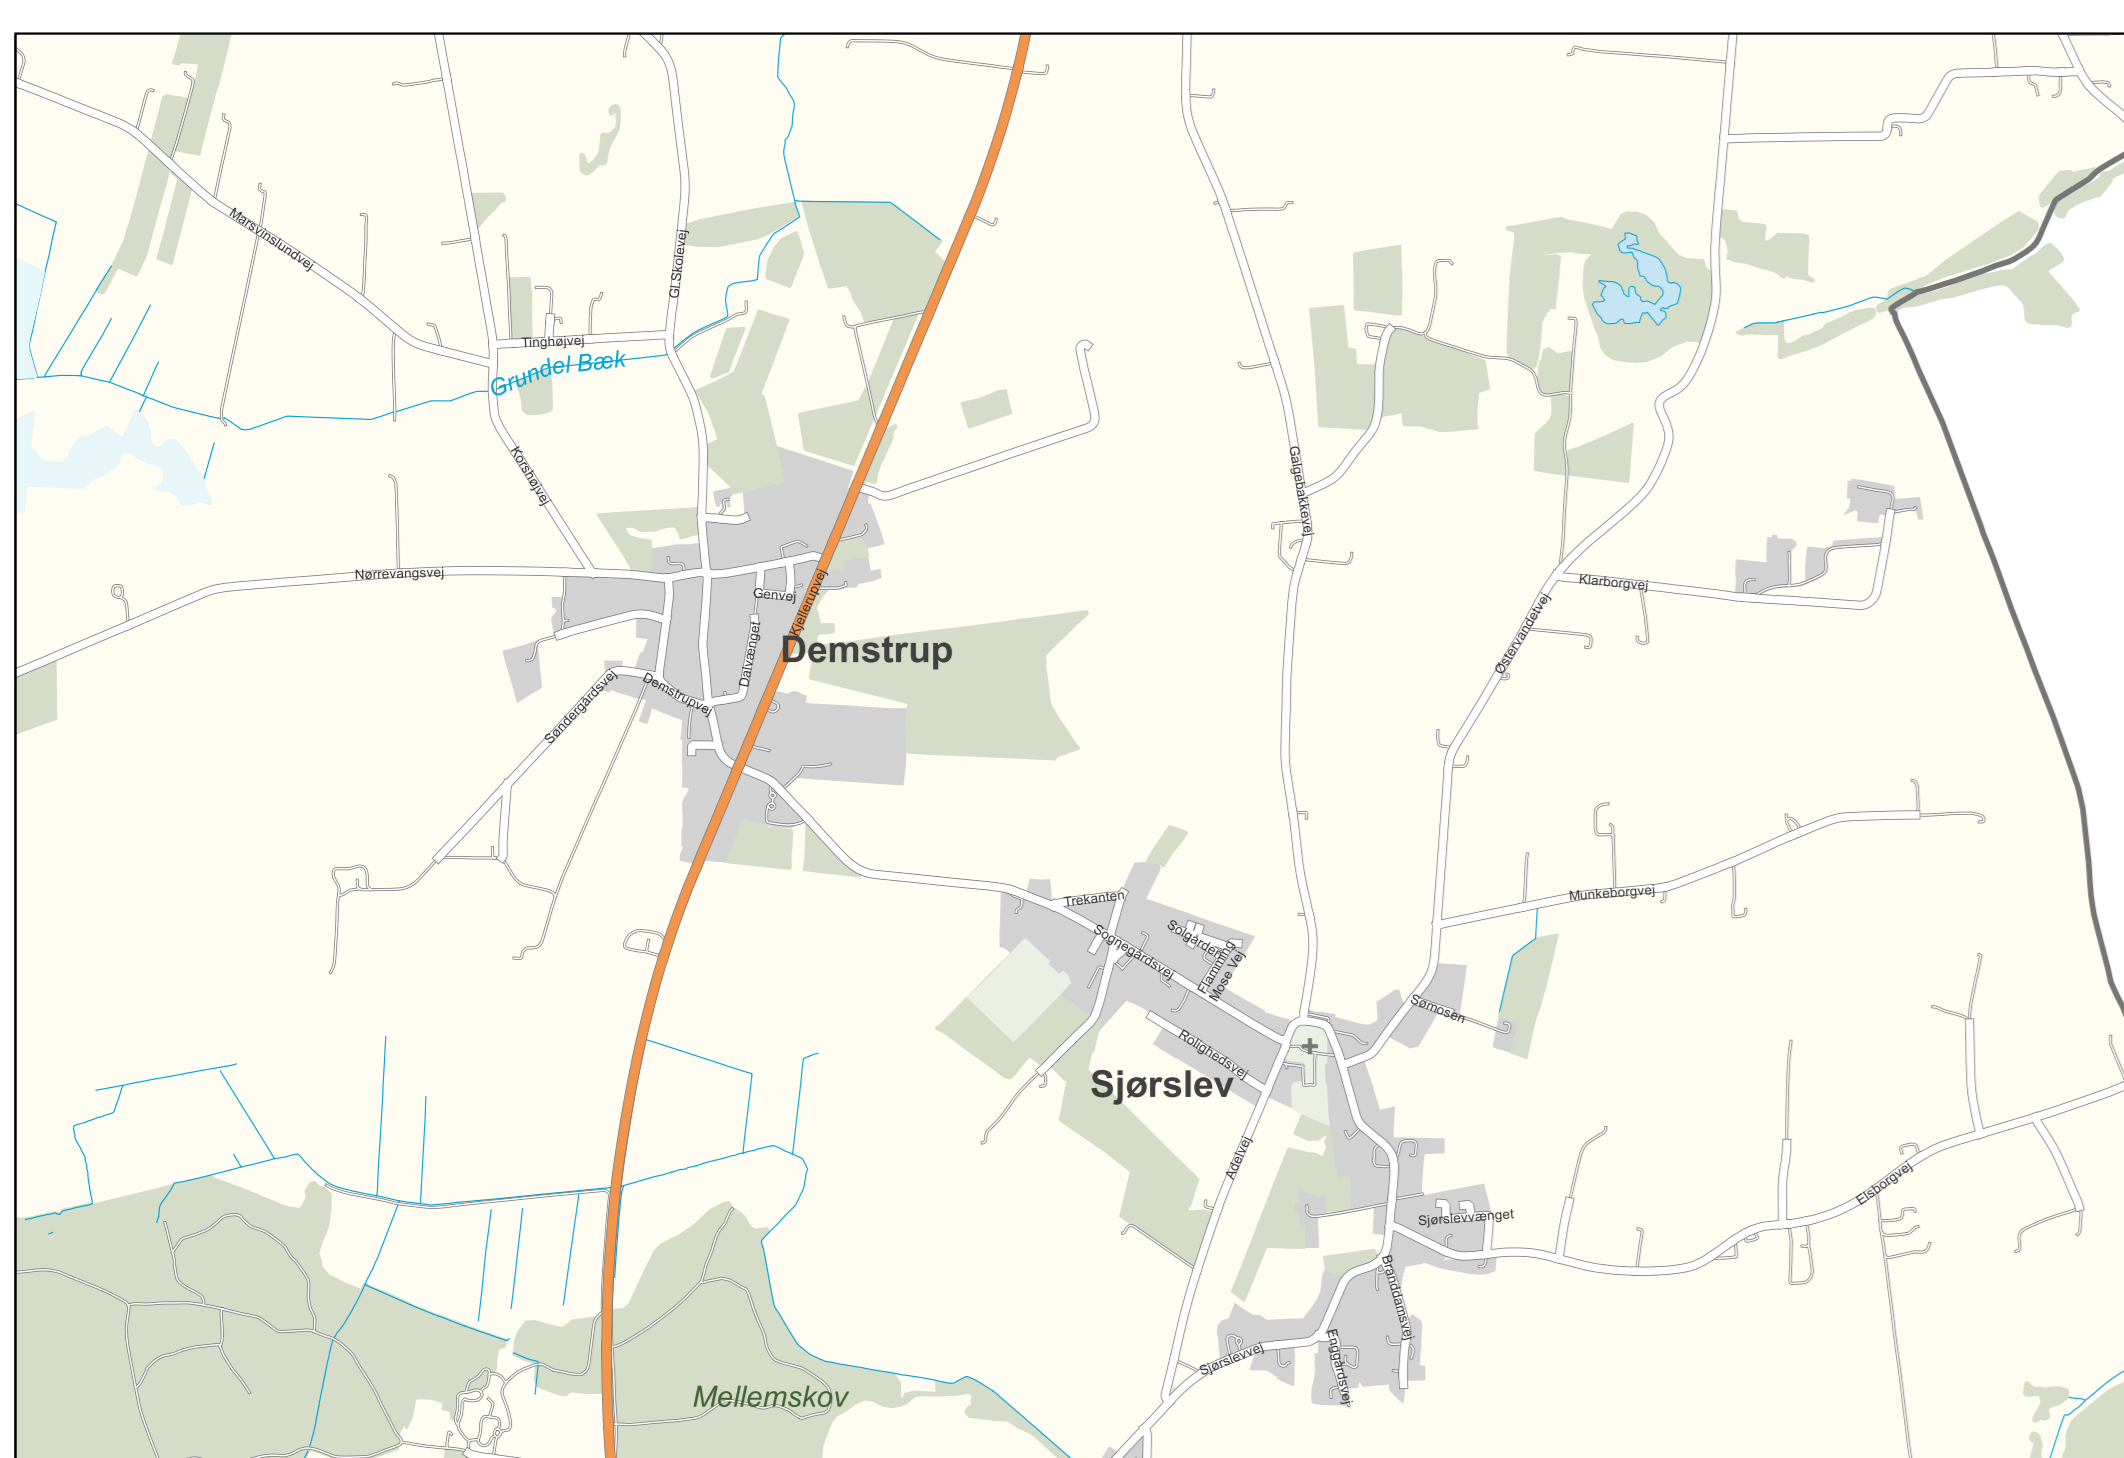 Marsvinslundvej
Gl.Skolevej
Tinghøjvej
Grundel Bæk
Korshøjvej
Galgebakkevej
Nørrevangsvej
Genvej
Kjellerupvej
Klarborgvej
Dalvænget
Demstrup
Østervandetvej
Søndergårdsvej
Demstrupvej
Trekanten
Munkeborgvej
Sognegårdsvej
Solgården
Flamming
Mose Vej
Sømosen
Rolighedsvej
Sjørslev
Adelvej
Elsborgvej
Sjørslevvænget
Branddamsvej
Sjørslevvej
Enggårdsvej
Mellemskov